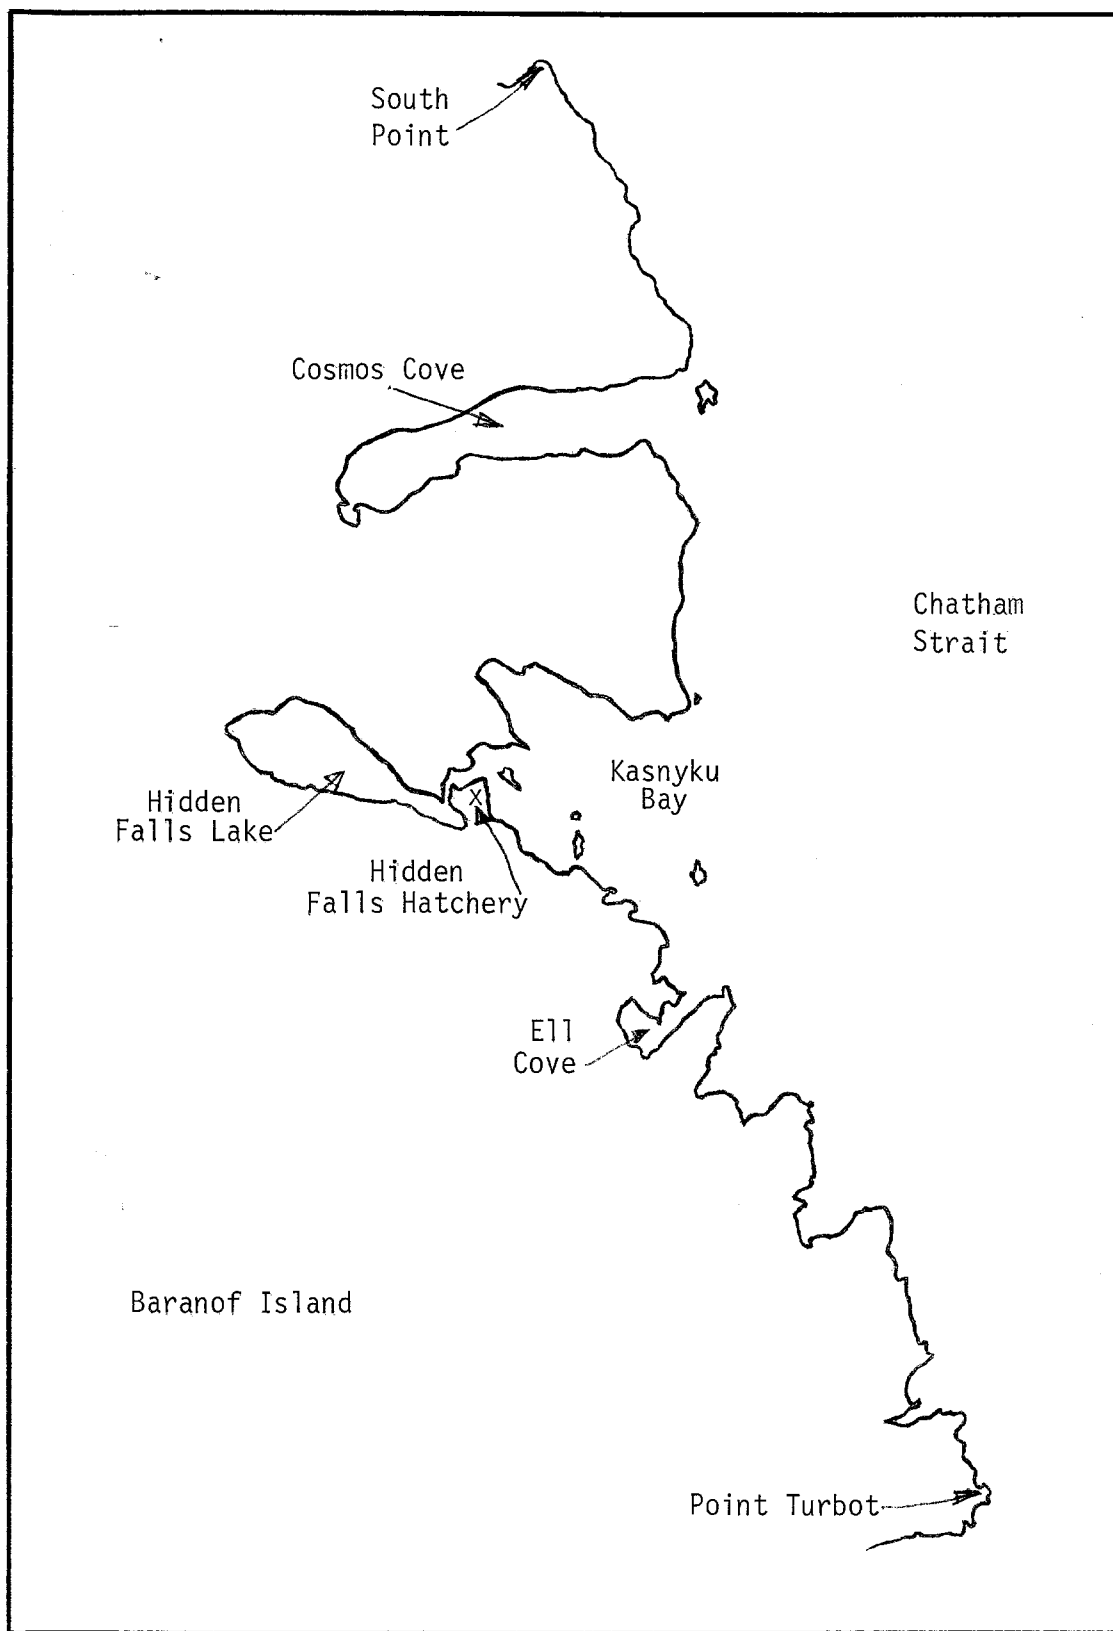 South
Point
Cosmos Cove
Chatham
Strait
Kasnyku
Bay
Hidden
Falls Lake
Hidden
Falls Hatchery
X
Ell
Cove
Baranof Island
Point Turbot